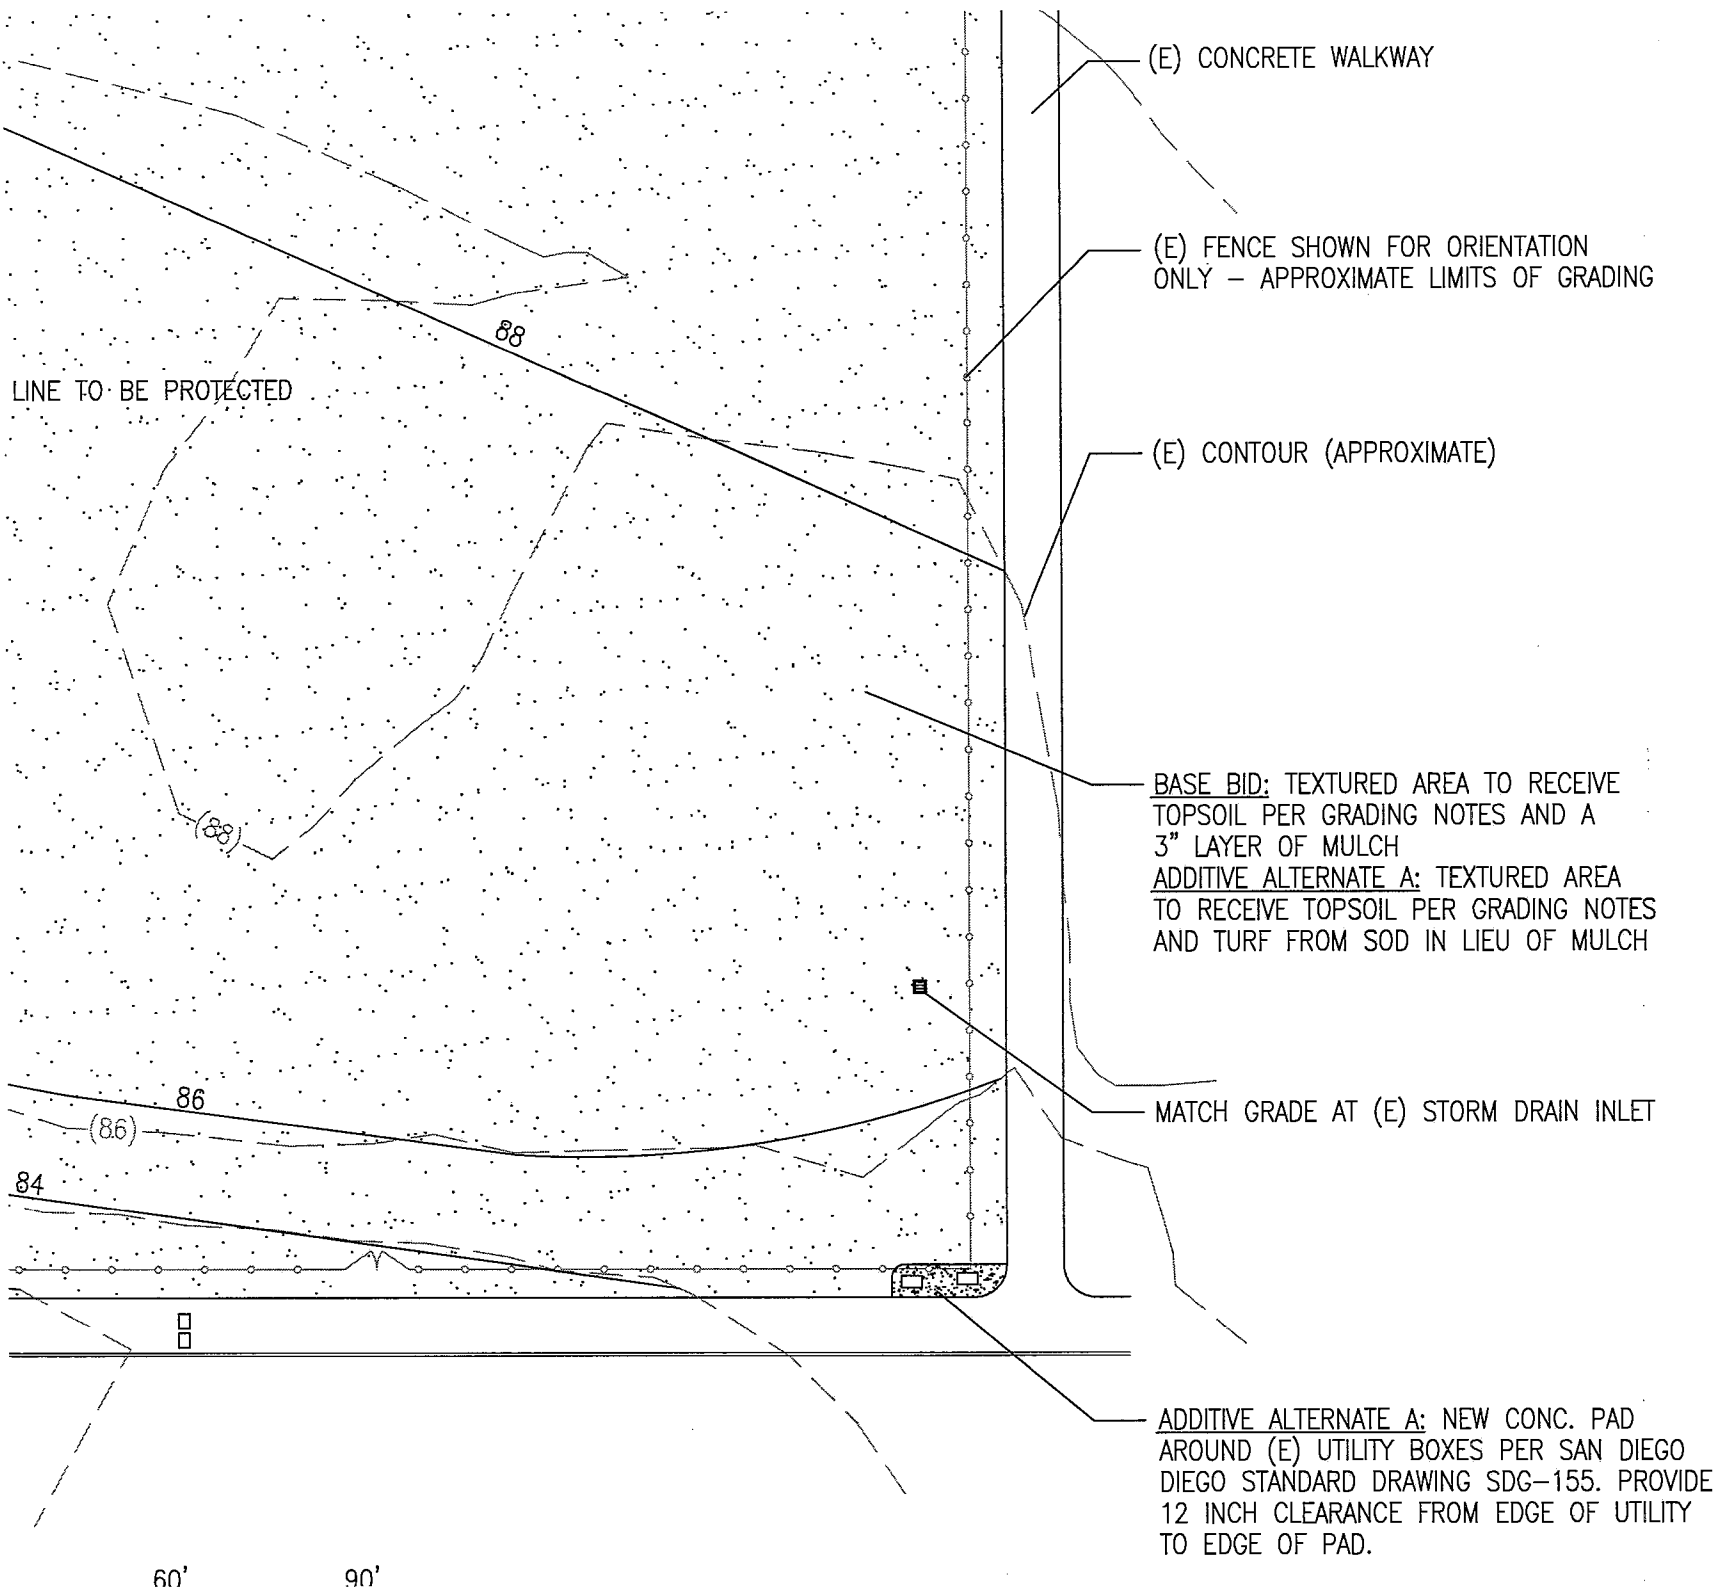 (E) CONCRETE WALKWAY
(E) FENCE SHOWN FOR ORIENTATION
ONLY – APPROXIMATE LIMITS OF GRADING
88
LINE TO BE PROTECTED
(E) CONTOUR (APPROXIMATE)
BASE BID: TEXTURED AREA TO RECEIVE
TOPSOIL PER GRADING NOTES AND A
3" LAYER OF MULCH
(88)
ADDITIVE ALTERNATE A: TEXTURED AREA
TO RECEIVE TOPSOIL PER GRADING NOTES
AND TURF FROM SOD IN LIEU OF MULCH
86
(86)
MATCH GRADE AT (E) STORM DRAIN INLET
84
ADDITIVE ALTERNATE A: NEW CONC. PAD
AROUND (E) UTILITY BOXES PER SAN DIEGO
DIEGO STANDARD DRAWING SDG–155. PROVIDE
12 INCH CLEARANCE FROM EDGE OF UTILITY
TO EDGE OF PAD.
60' 90'